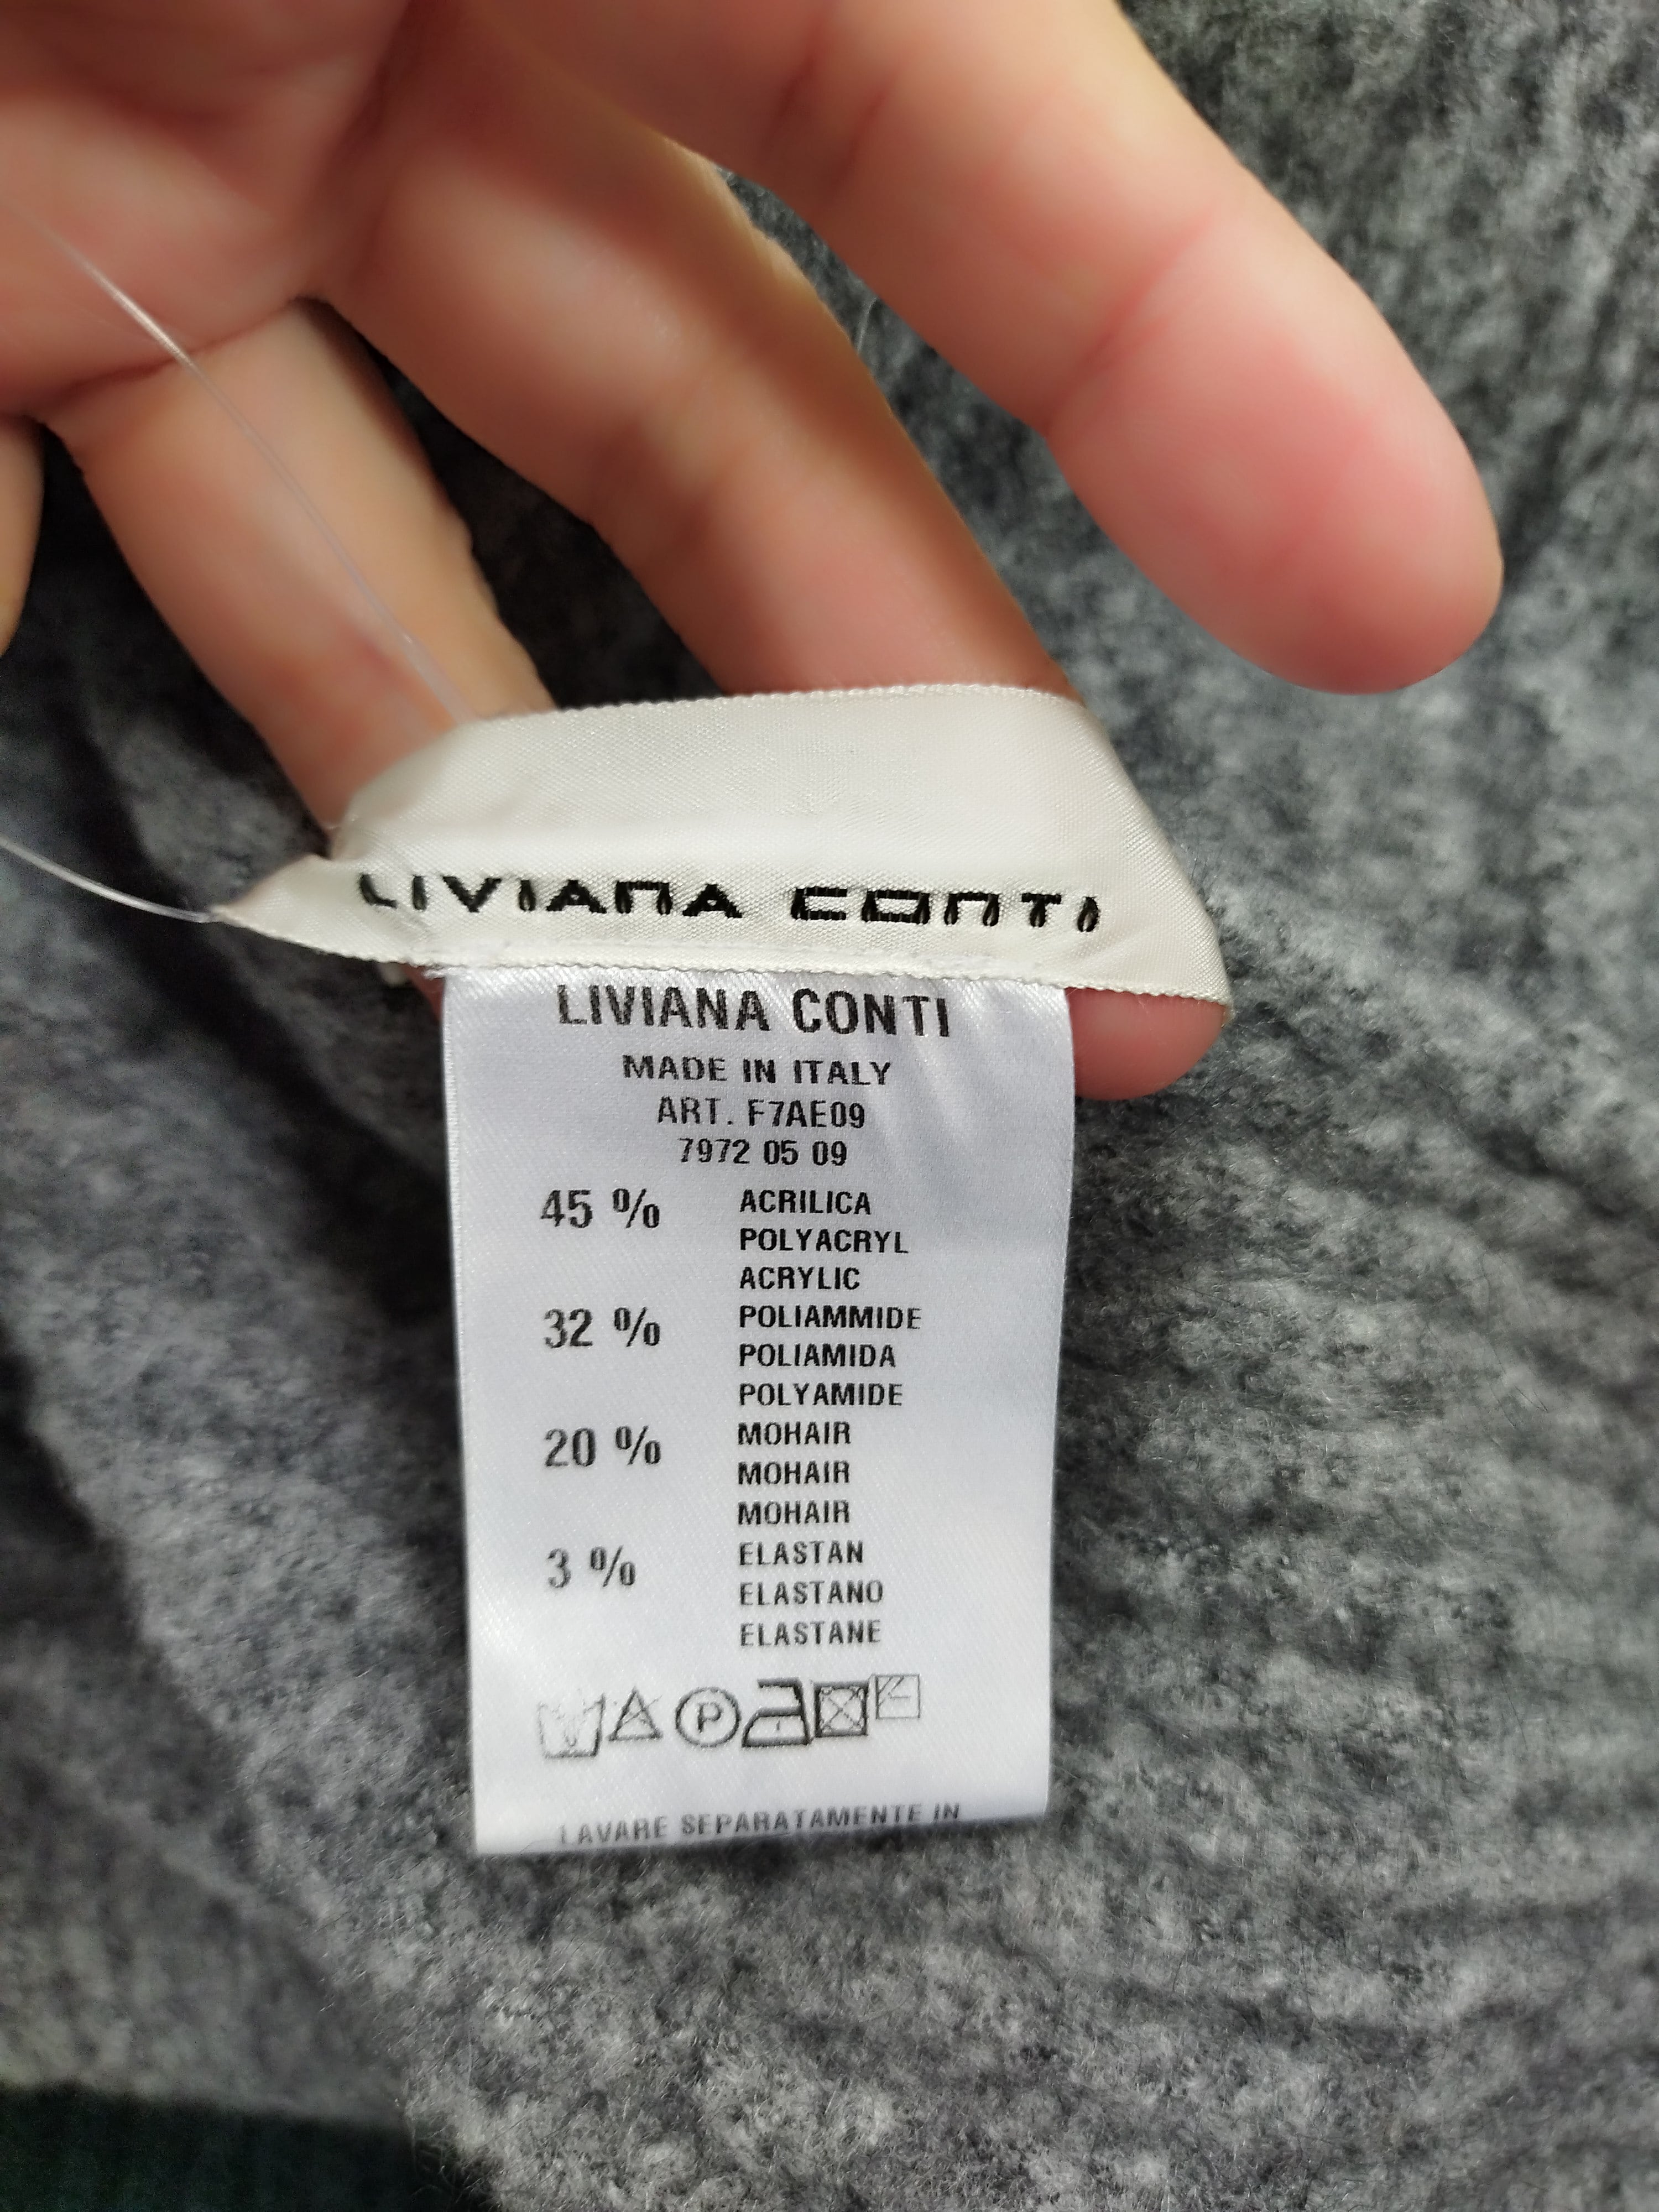 LIVIANA CONTI
LIVIANA CONTI
MADE IN ITALY
ART. F7AE09
7972 05 09
45 % ACRILICA
POLYACRYL
ACRYLIC
32 % POLIAMMIDE
POLIAMIDA
POLYAMIDE
20 % MOHAIR
MOHAIR
MOHAIR
3 % ELASTAN
ELASTANO
ELASTANE
P
LAVARE SEPARATAMENTE IN